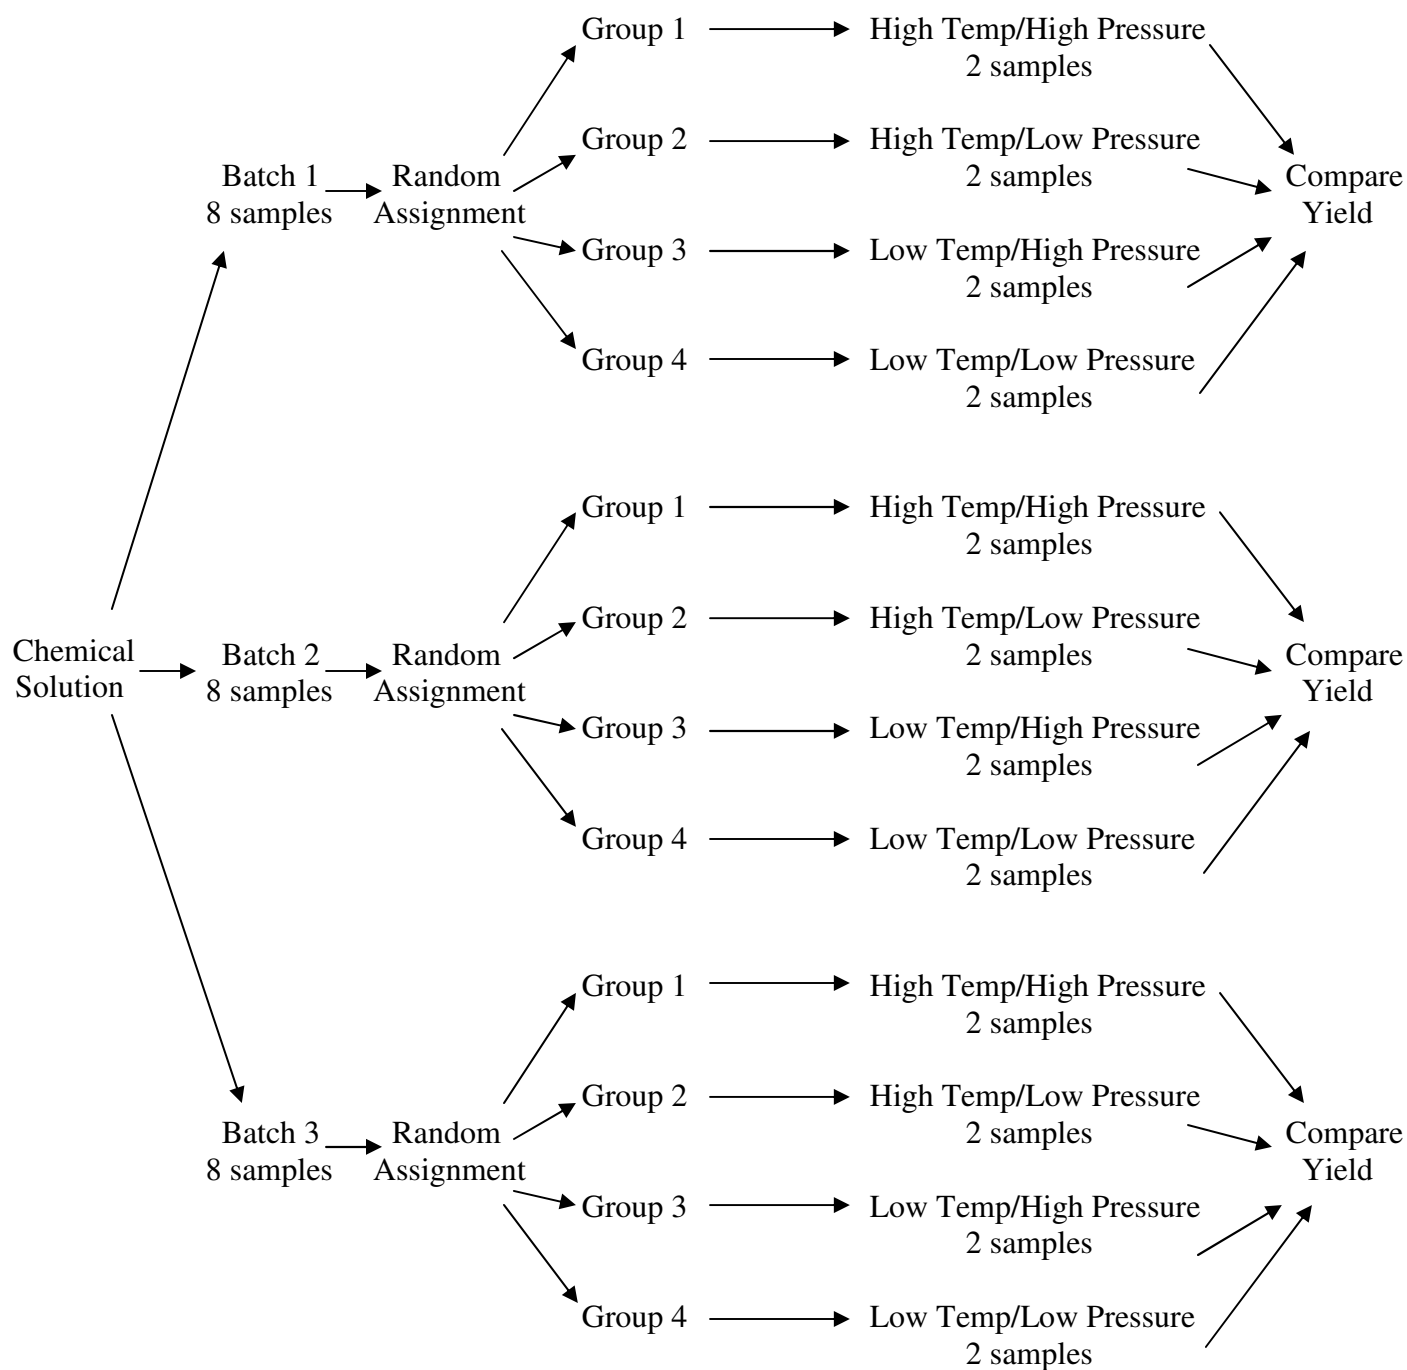 Group 1
High Temp/High Pressure
2 samples
Group 2
High Temp/Low Pressure
2 samples
Batch 1
8 samples
Random
Assignment
Compare
Yield
Group 3
Low Temp/High Pressure
2 samples
Group 4
Low Temp/Low Pressure
2 samples
Group 1
High Temp/High Pressure
2 samples
Group 2
High Temp/Low Pressure
2 samples
Chemical
Solution
Batch 2
8 samples
Random
Assignment
Compare
Yield
Group 3
Low Temp/High Pressure
2 samples
Group 4
Low Temp/Low Pressure
2 samples
Group 1
High Temp/High Pressure
2 samples
Group 2
High Temp/Low Pressure
2 samples
Batch 3
8 samples
Random
Assignment
Compare
Yield
Group 3
Low Temp/High Pressure
2 samples
Group 4
Low Temp/Low Pressure
2 samples